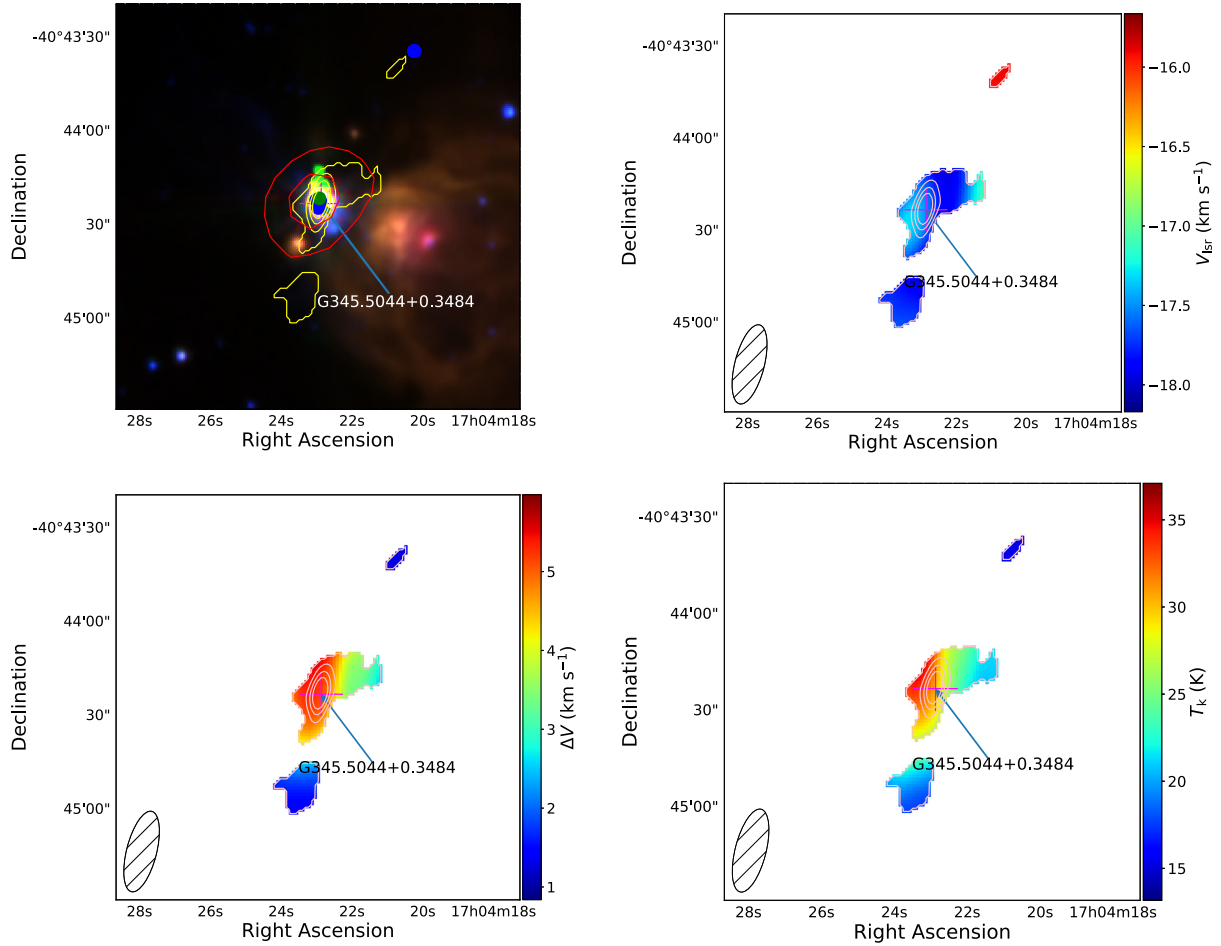 -40°43'30"
44'00"
30"
45'00"
Declination
G345.5044+0.3484
28s 26s 24s 22s 20s 17h04m18s
Right Ascension
-40°43'30"
44'00"
30"
45'00"
Declination
G345.5044+0.3484
28s 26s 24s 22s 20s 17h04m18s
Right Ascension
−16.0
−16.5
−17.0
−17.5
−18.0
V_lsr (km s⁻¹)
-40°43'30"
44'00"
30"
45'00"
Declination
G345.5044+0.3484
28s 26s 24s 22s 20s 17h04m18s
Right Ascension
5
4
3
2
1
ΔV (km s⁻¹)
-40°43'30"
44'00"
30"
45'00"
Declination
G345.5044+0.3484
28s 26s 24s 22s 20s 17h04m18s
Right Ascension
35
30
25
20
15
T_k (K)